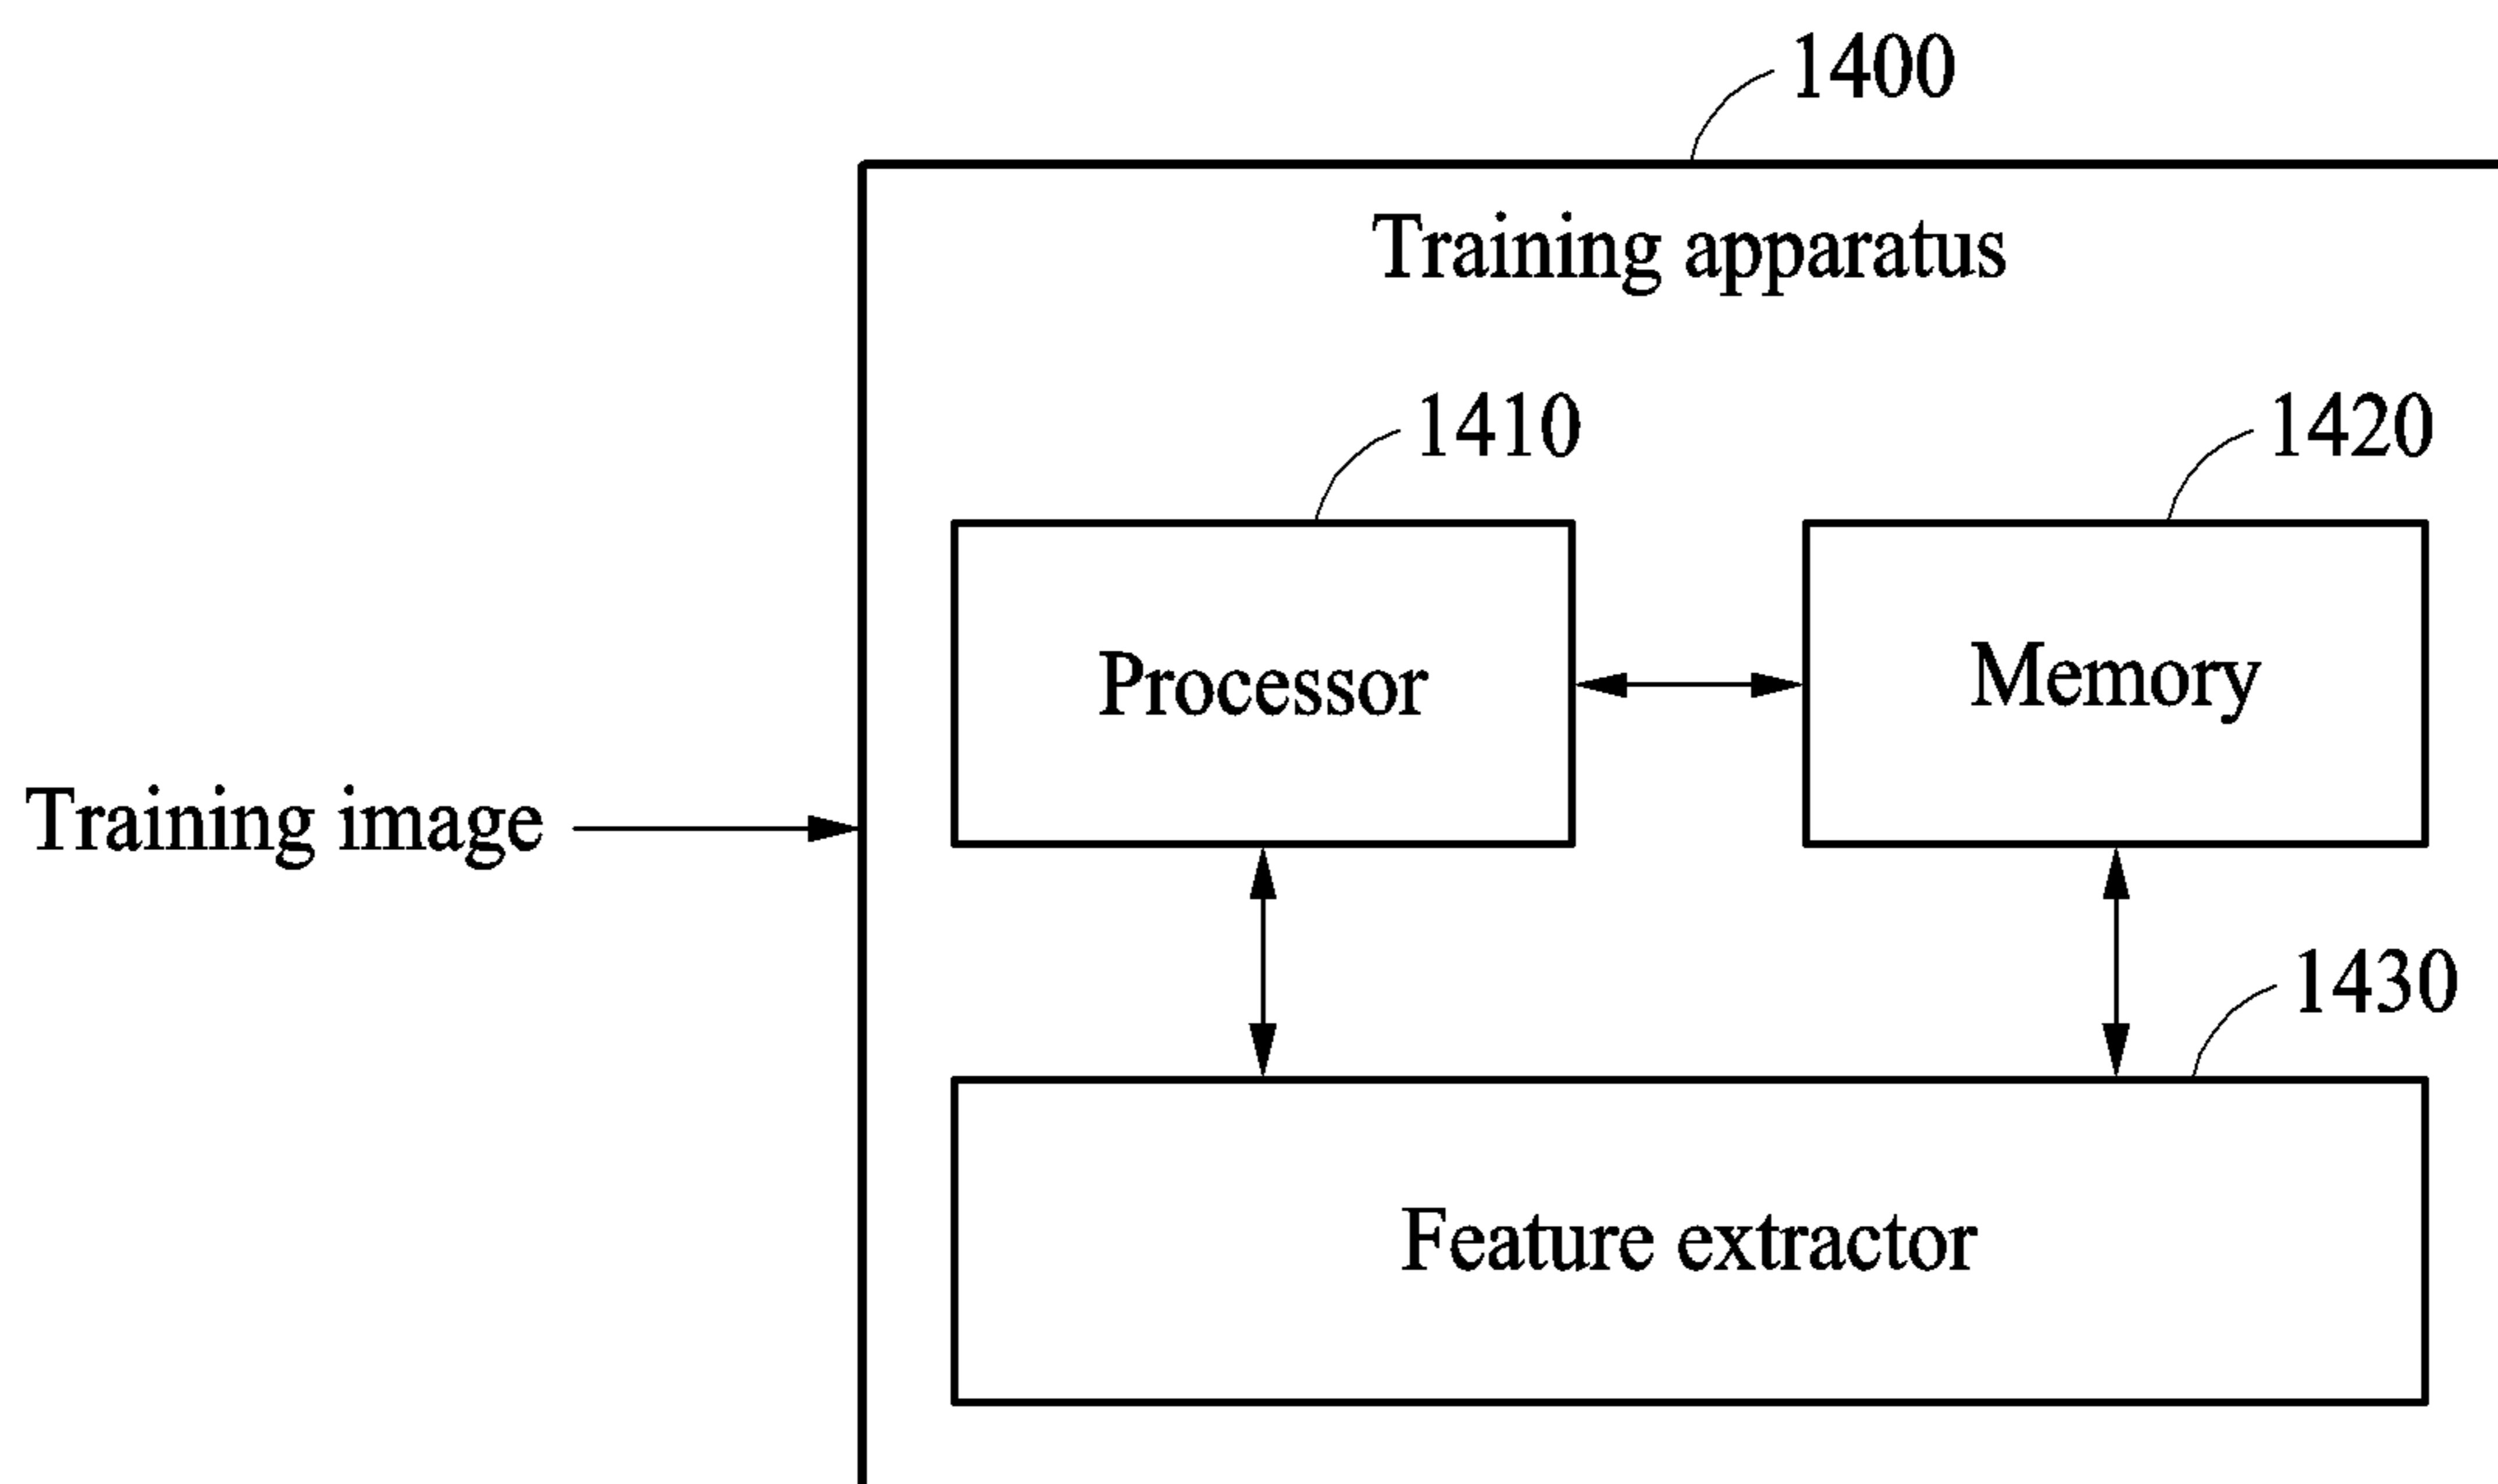 1400
Training apparatus
1410
1420
Processor
Memory
Training image
1430
Feature extractor